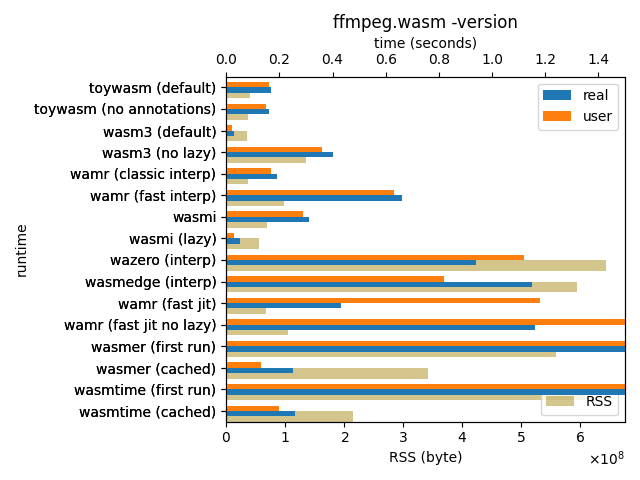 ffmpeg.wasm -version
time (seconds)
0.0 0.2 0.4 0.6 0.8 1.0 1.2 1.4
real
user
toywasm (default)
toywasm (no annotations)
wasm3 (default)
wasm3 (no lazy)
wamr (classic interp)
wamr (fast interp)
wasmi
wasmi (lazy)
wazero (interp)
wasmedge (interp)
wamr (fast jit)
wamr (fast jit no lazy)
wasmer (first run)
wasmer (cached)
wasmtime (first run)
wasmtime (cached)
runtime
RSS
0 1 2 3 4 5 6
RSS (byte)
×10⁸